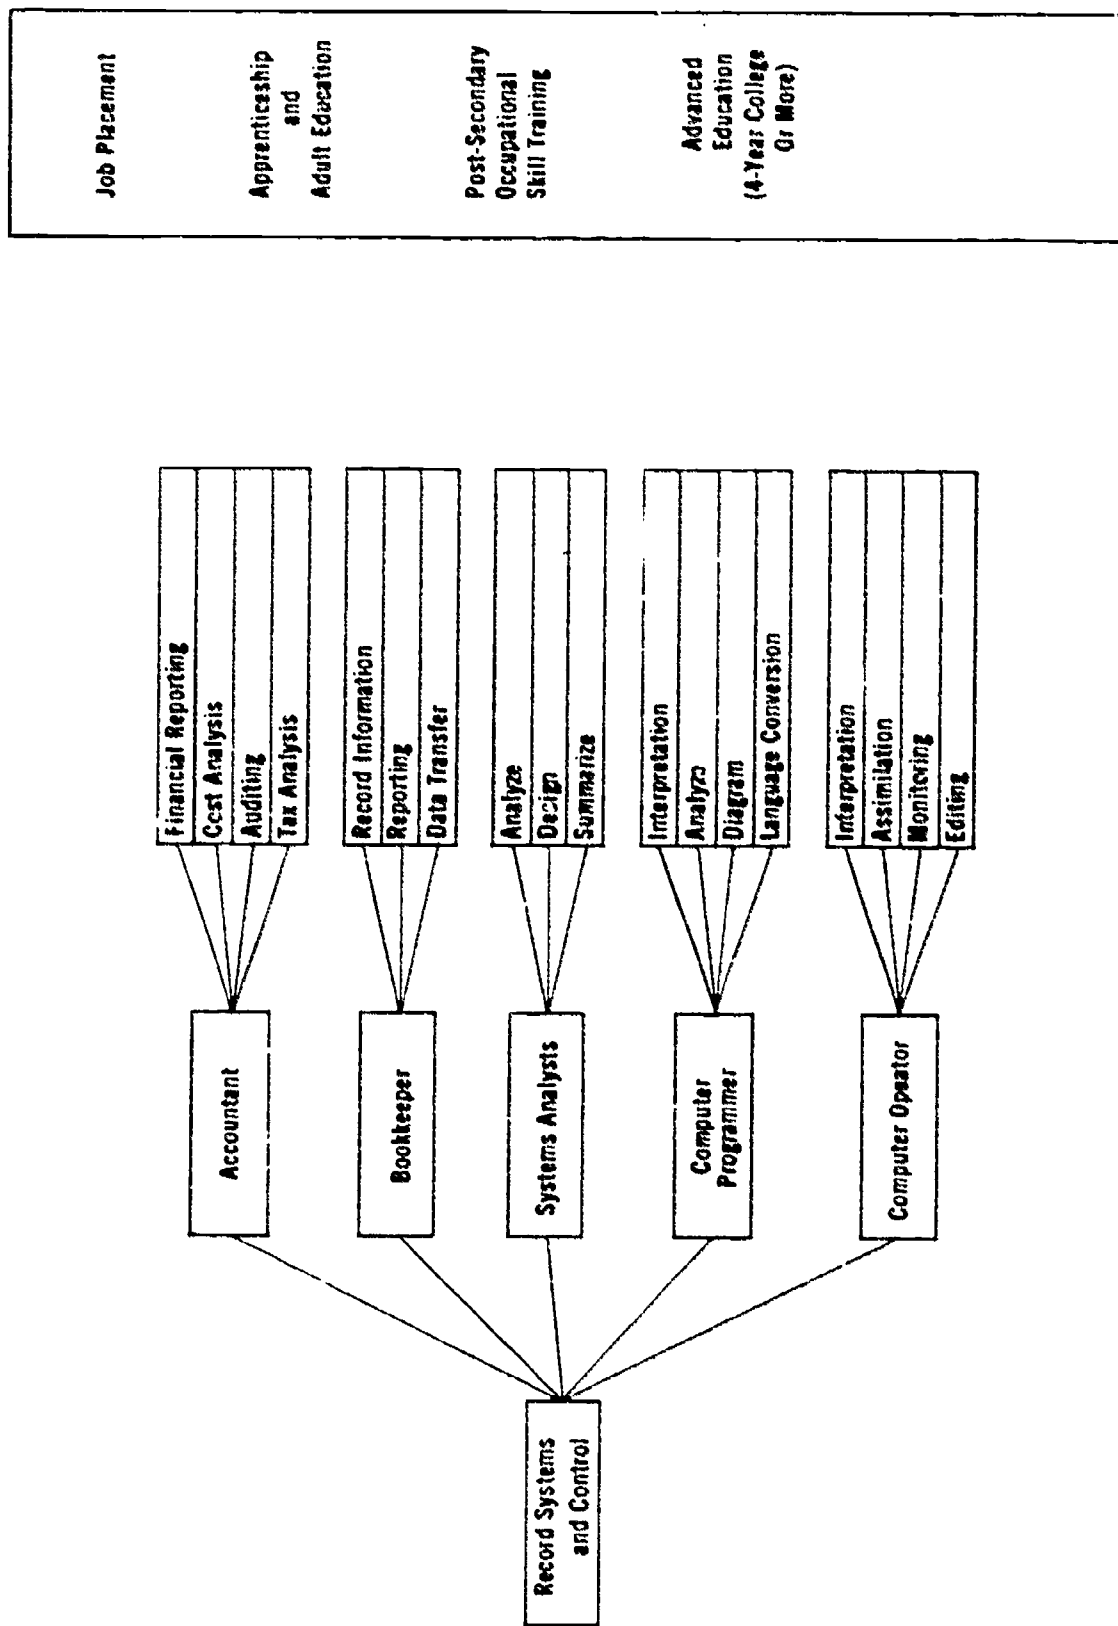 Record Systems
and Control
Accountant
Financial Reporting
Cost Analysis
Auditing
Tax Analysis
Bookkeeper
Record Information
Reporting
Data Transfer
Systems Analysts
Analyze
Design
Summarize
Computer
Programmer
Interpretation
Analyze
Diagram
Language Conversion
Computer Opeator
Interpretation
Assimilation
Monitoring
Editing
Job Placement
Apprenticeship
and
Adult Education
Post-Secondary
Occupational
Skill Training
Advanced
Education
(4-Year College
Or More)